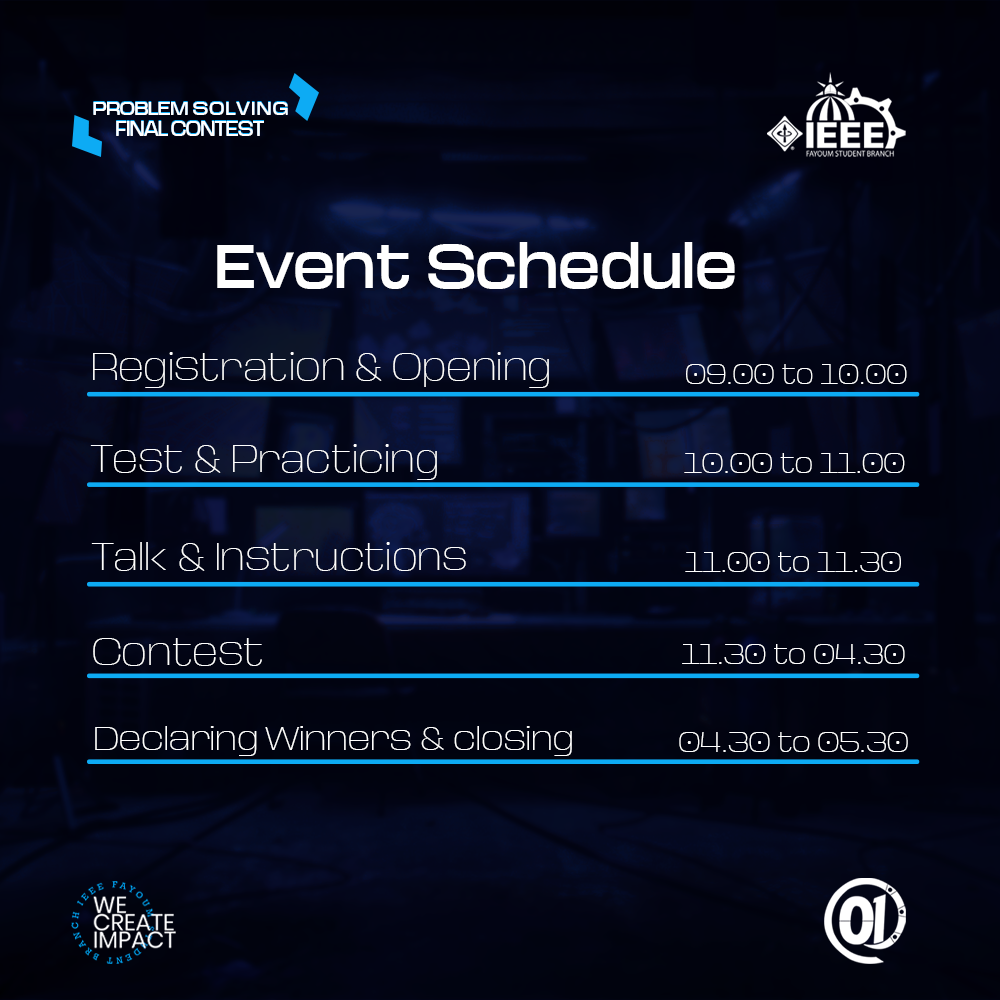 PROBLEM SOLVING
FINAL CONTEST
IEEE
FAYOUM STUDENT BRANCH
Event Schedule
Registration & Opening 09.00 to 10.00
Test & Practicing 10.00 to 11.00
Talk & Instructions 11.00 to 11.30
Contest 11.30 to 04.30
Declaring Winners & closing 04.30 to 05.30
IEEE FAYOUM STUDENT BRANCH
WE
CREATE
IMPACT
01